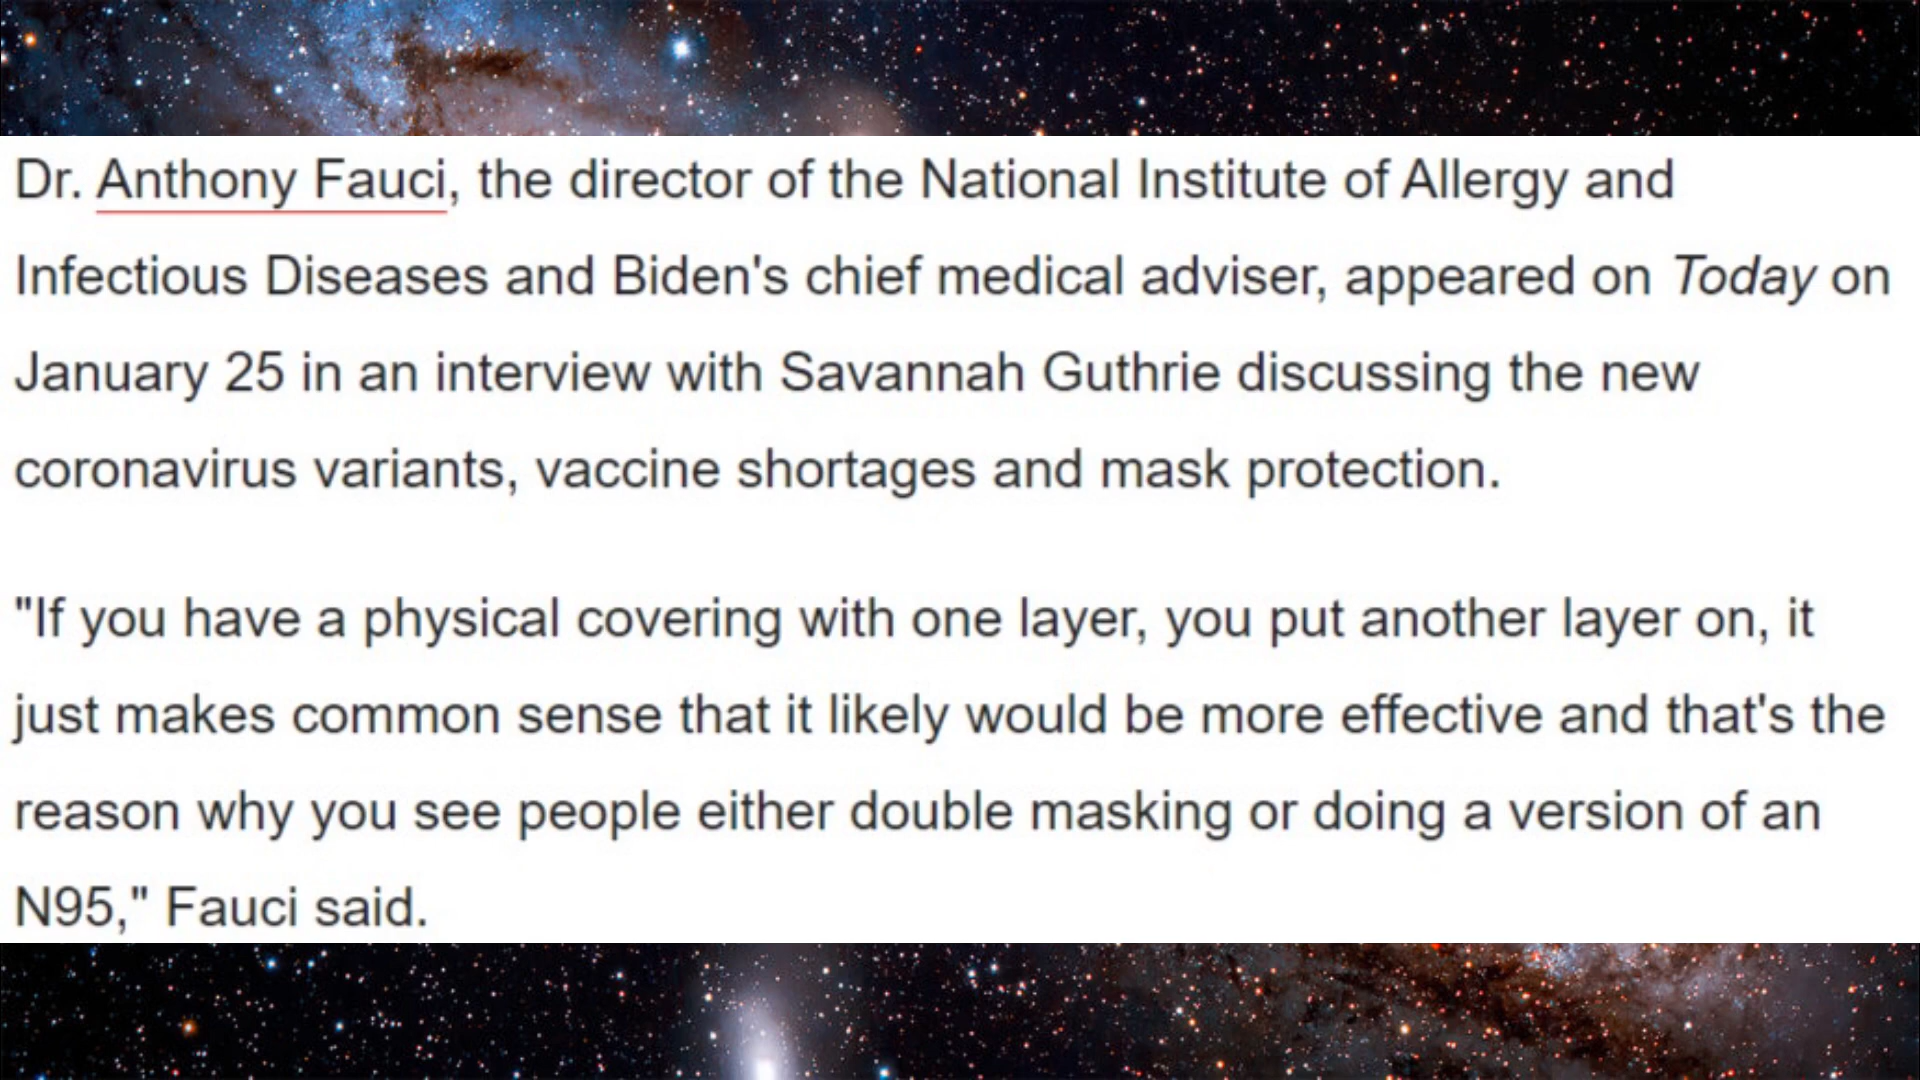 Dr. Anthony Fauci, the director of the National Institute of Allergy and
Infectious Diseases and Biden's chief medical adviser, appeared on Today on
January 25 in an interview with Savannah Guthrie discussing the new
coronavirus variants, vaccine shortages and mask protection.
"If you have a physical covering with one layer, you put another layer on, it
just makes common sense that it likely would be more effective and that's the
reason why you see people either double masking or doing a version of an
N95," Fauci said.